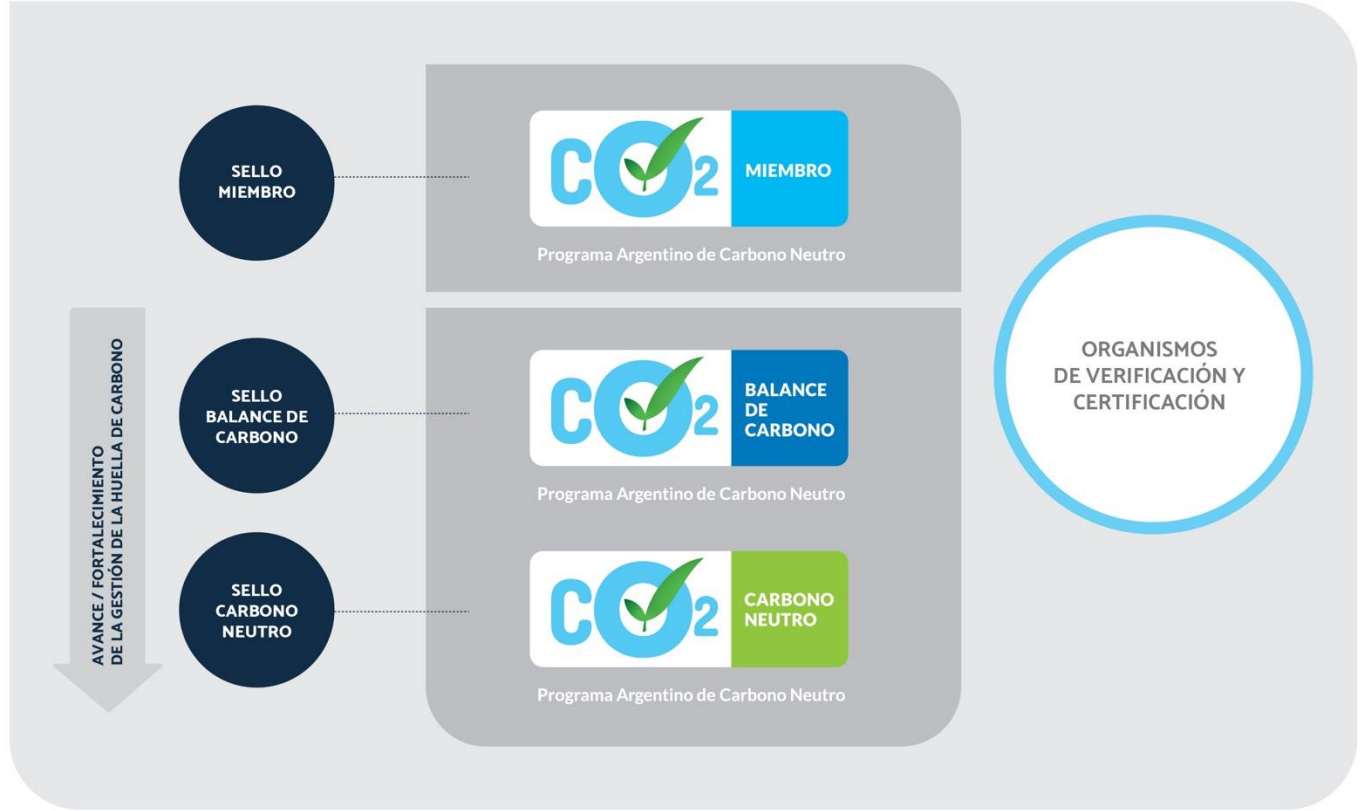 SELLO
MIEMBRO
CO2
MIEMBRO
Programa Argentino de Carbono Neutro
AVANCE / FORTALECIMIENTO
DE LA GESTIÓN DE LA HUELLA DE CARBONO
SELLO
BALANCE DE
CARBONO
CO2
BALANCE
DE
CARBONO
Programa Argentino de Carbono Neutro
SELLO
CARBONO
NEUTRO
CO2
CARBONO
NEUTRO
Programa Argentino de Carbono Neutro
ORGANISMOS
DE VERIFICACIÓN Y
CERTIFICACIÓN